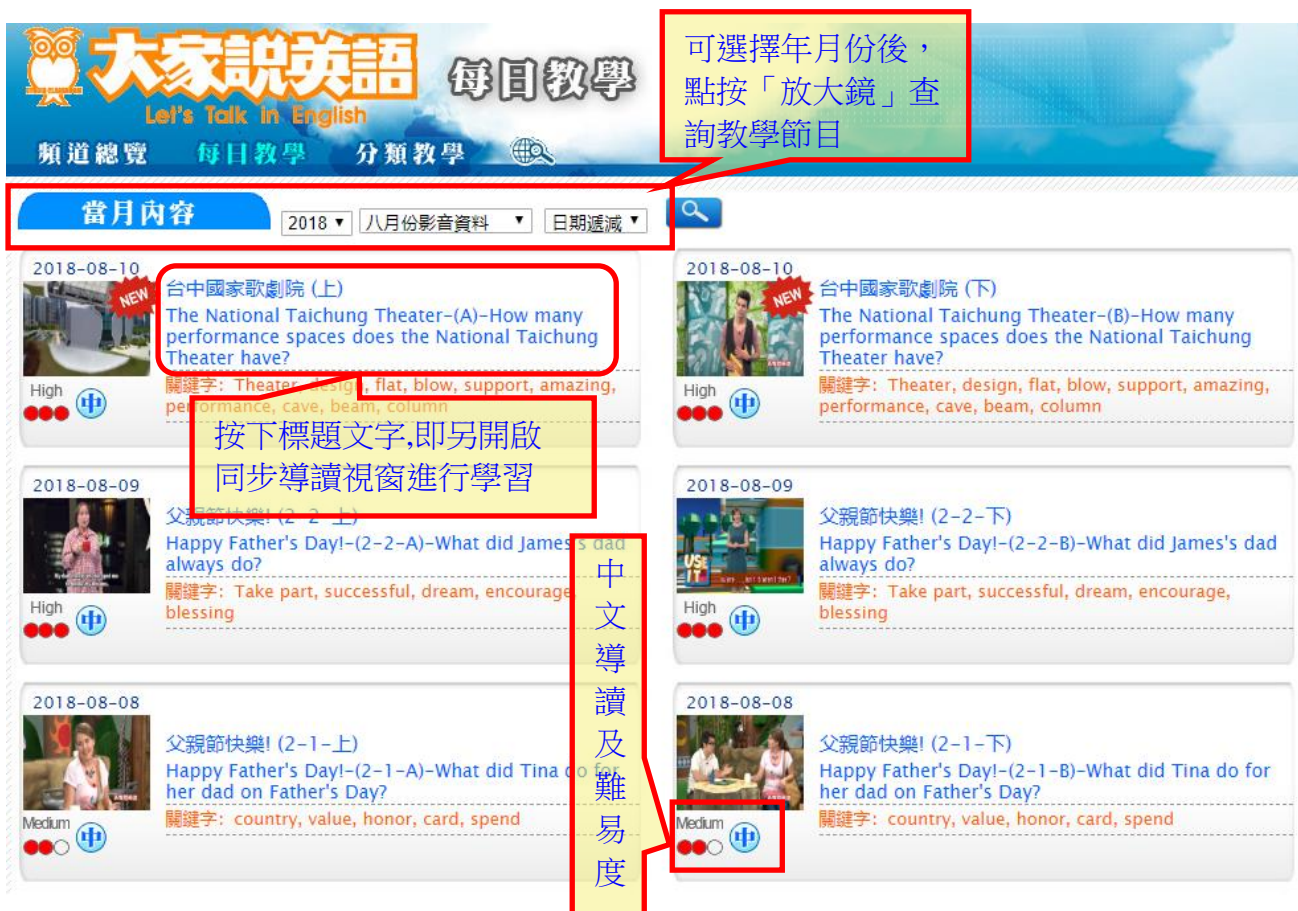 大家說英語
Let's Talk in English
每日教學
頻道總覽 每日教學 分類教學
可選擇年月份後，
點按「放大鏡」查
詢教學節目
當月內容
2018
八月份影音資料
日期遞減
2018-08-10
NEW
台中國家歌劇院 (上)
The National Taichung Theater-(A)-How many
performance spaces does the National Taichung
Theater have?
High
中
關鍵字: Theater, design, flat, blow, support, amazing,
performance, cave, beam, column
2018-08-10
NEW
台中國家歌劇院 (下)
The National Taichung Theater-(B)-How many
performance spaces does the National Taichung
Theater have?
High
中
關鍵字: Theater, design, flat, blow, support, amazing,
performance, cave, beam, column
按下標題文字,即另開啟
同步導讀視窗進行學習
2018-08-09
父親節快樂! (2-2-上)
Happy Father's Day!-(2-2-A)-What did James's dad
always do?
High
中
關鍵字: Take part, successful, dream, encourage,
blessing
2018-08-09
USE IT
父親節快樂! (2-2-下)
Happy Father's Day!-(2-2-B)-What did James's dad
always do?
High
中
關鍵字: Take part, successful, dream, encourage,
blessing
中
文
導
讀
及
難
易
度
2018-08-08
父親節快樂! (2-1-上)
Happy Father's Day!-(2-1-A)-What did Tina do for
her dad on Father's Day?
Medium
中
關鍵字: country, value, honor, card, spend
2018-08-08
父親節快樂! (2-1-下)
Happy Father's Day!-(2-1-B)-What did Tina do for
her dad on Father's Day?
Medium
中
關鍵字: country, value, honor, card, spend